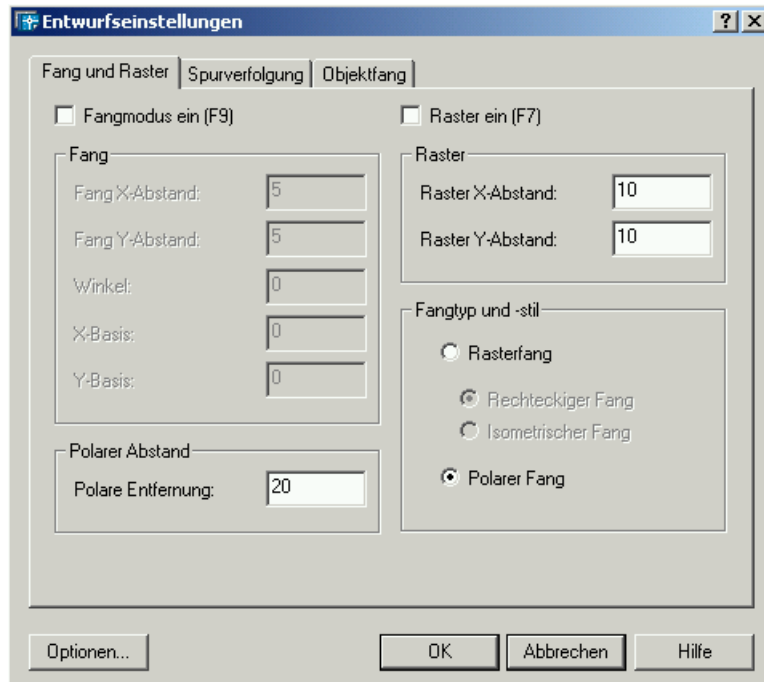 Entwurfseinstellungen
Fang und Raster Spurverfolgung Objektfang
Fangmodus ein (F9)
Fang
Fang X-Abstand: 5
Fang Y-Abstand: 5
Winkel: 0
X-Basis: 0
Y-Basis: 0
Polarer Abstand
Polare Entfernung: 20
Raster ein (F7)
Raster
Raster X-Abstand: 10
Raster Y-Abstand: 10
Fangtyp und -stil
Rasterfang
Rechteckiger Fang
Isometrischer Fang
Polarer Fang
Optionen... OK Abbrechen Hilfe